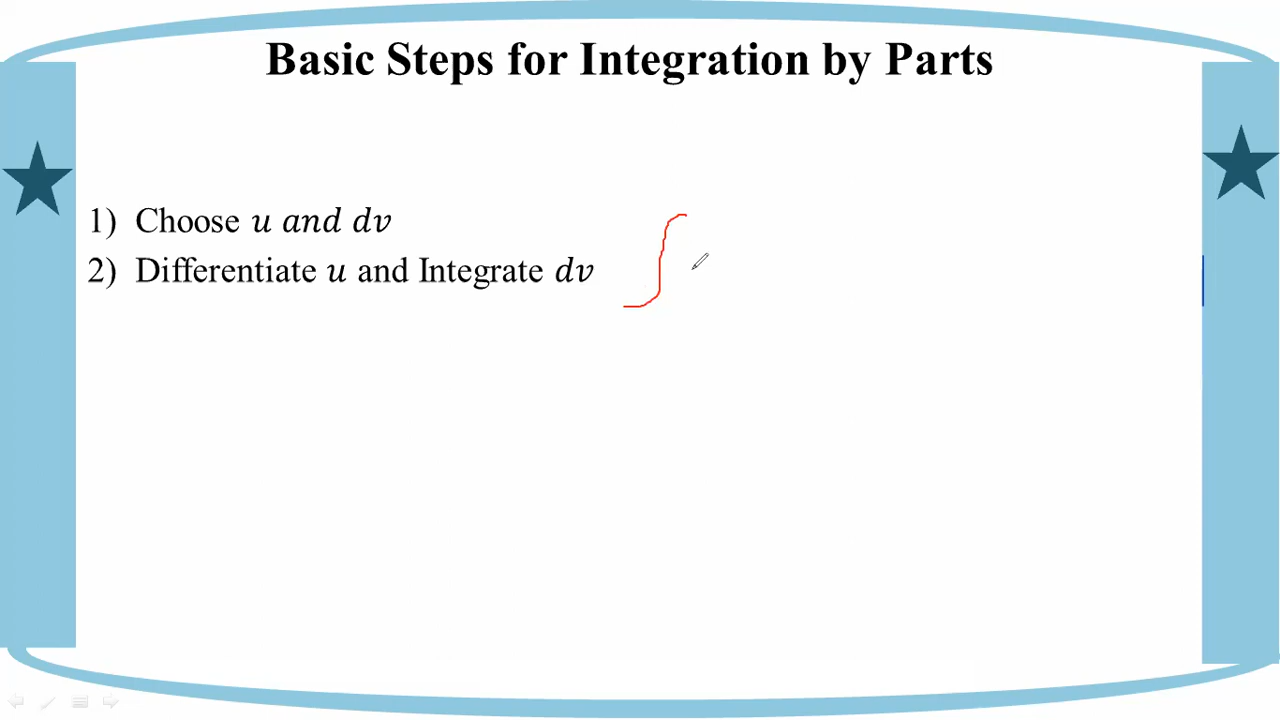 Basic Steps for Integration by Parts
1) Choose u and dv
2) Differentiate u and Integrate dv ∫